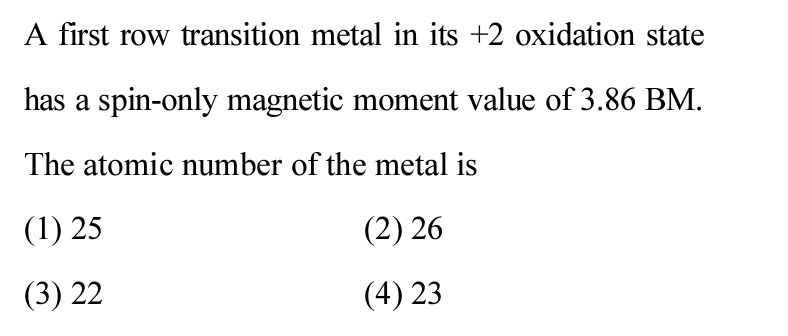 A first row transition metal in its +2 oxidation state
has a spin-only magnetic moment value of 3.86 BM.
The atomic number of the metal is
(1) 25 (2) 26
(3) 22 (4) 23